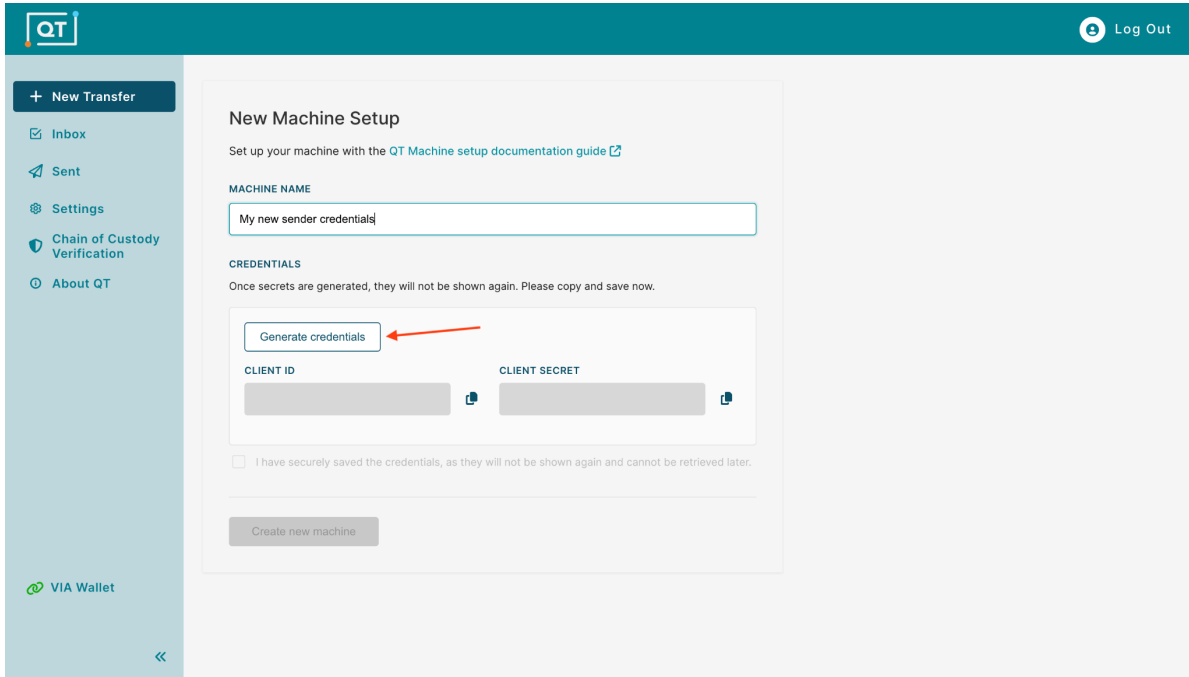 QT
Log Out
+ New Transfer
Inbox
Sent
Settings
Chain of Custody
Verification
About QT
VIA Wallet
New Machine Setup
Set up your machine with the QT Machine setup documentation guide
MACHINE NAME
My new sender credentials
CREDENTIALS
Once secrets are generated, they will not be shown again. Please copy and save now.
Generate credentials
CLIENT ID
CLIENT SECRET
I have securely saved the credentials, as they will not be shown again and cannot be retrieved later.
Create new machine